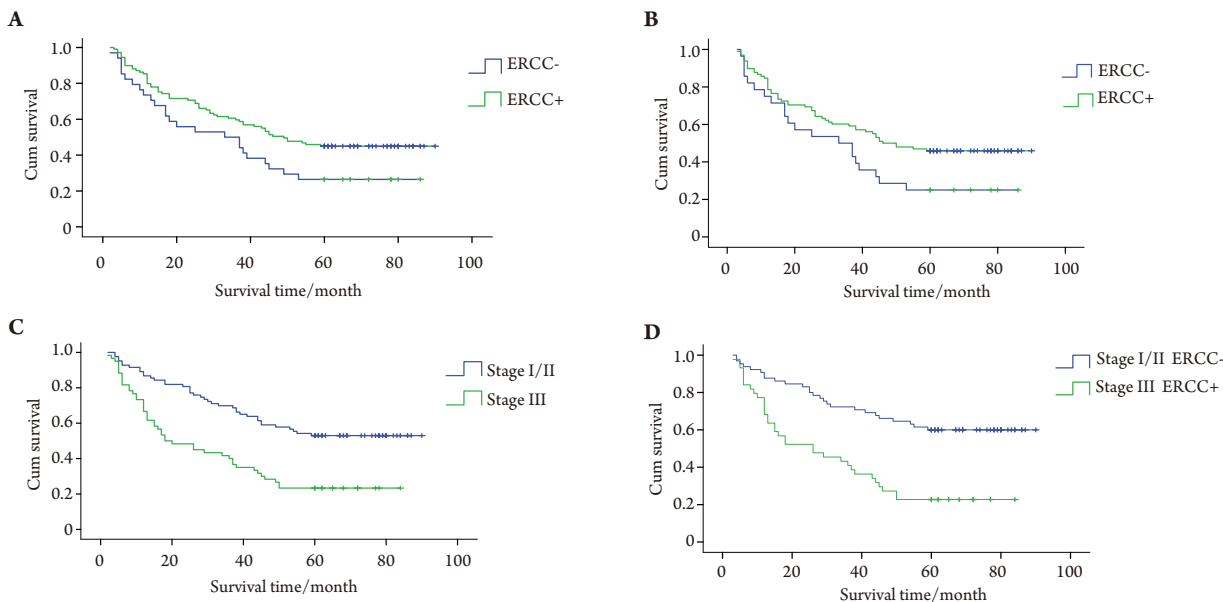 A
1.0
0.8
0.6
0.4
0.2
0
Cum survival
0 20 40 60 80 100
Survival time/month
ERCC-
ERCC+
B
1.0
0.8
0.6
0.4
0.2
0.0
Cum survival
0 20 40 60 80 100
Survival time/month
ERCC-
ERCC+
C
1.0
0.8
0.6
0.4
0.2
0
Cum survival
0 20 40 60 80 100
Survival time/month
Stage I/II
Stage III
D
1.0
0.8
0.6
0.4
0.2
0.0
Cum survival
0 20 40 60 80 100
Survival time/month
Stage I/II ERCC-
Stage III ERCC+